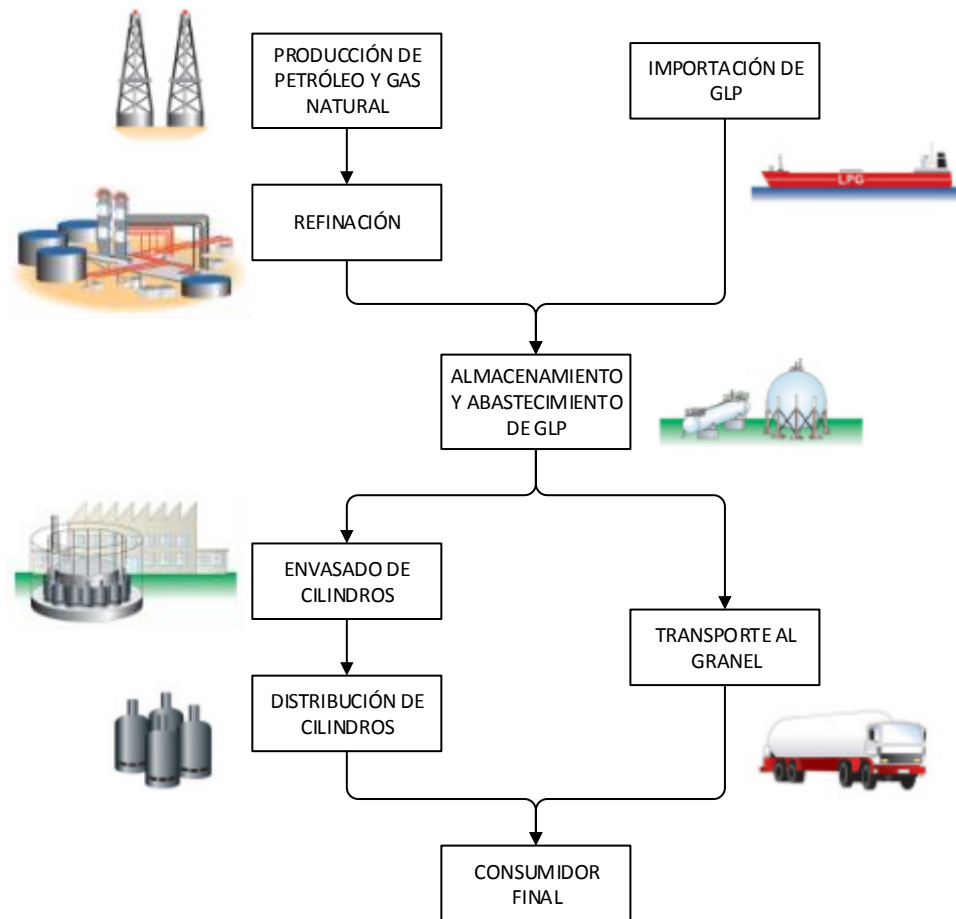 PRODUCCIÓN DE
PETRÓLEO Y GAS
NATURAL
IMPORTACIÓN DE
GLP
LPG
REFINACIÓN
ALMACENAMIENTO
Y ABASTECIMIENTO
DE GLP
ENVASADO DE
CILINDROS
TRANSPORTE AL
GRANEL
DISTRIBUCIÓN DE
CILINDROS
CONSUMIDOR
FINAL